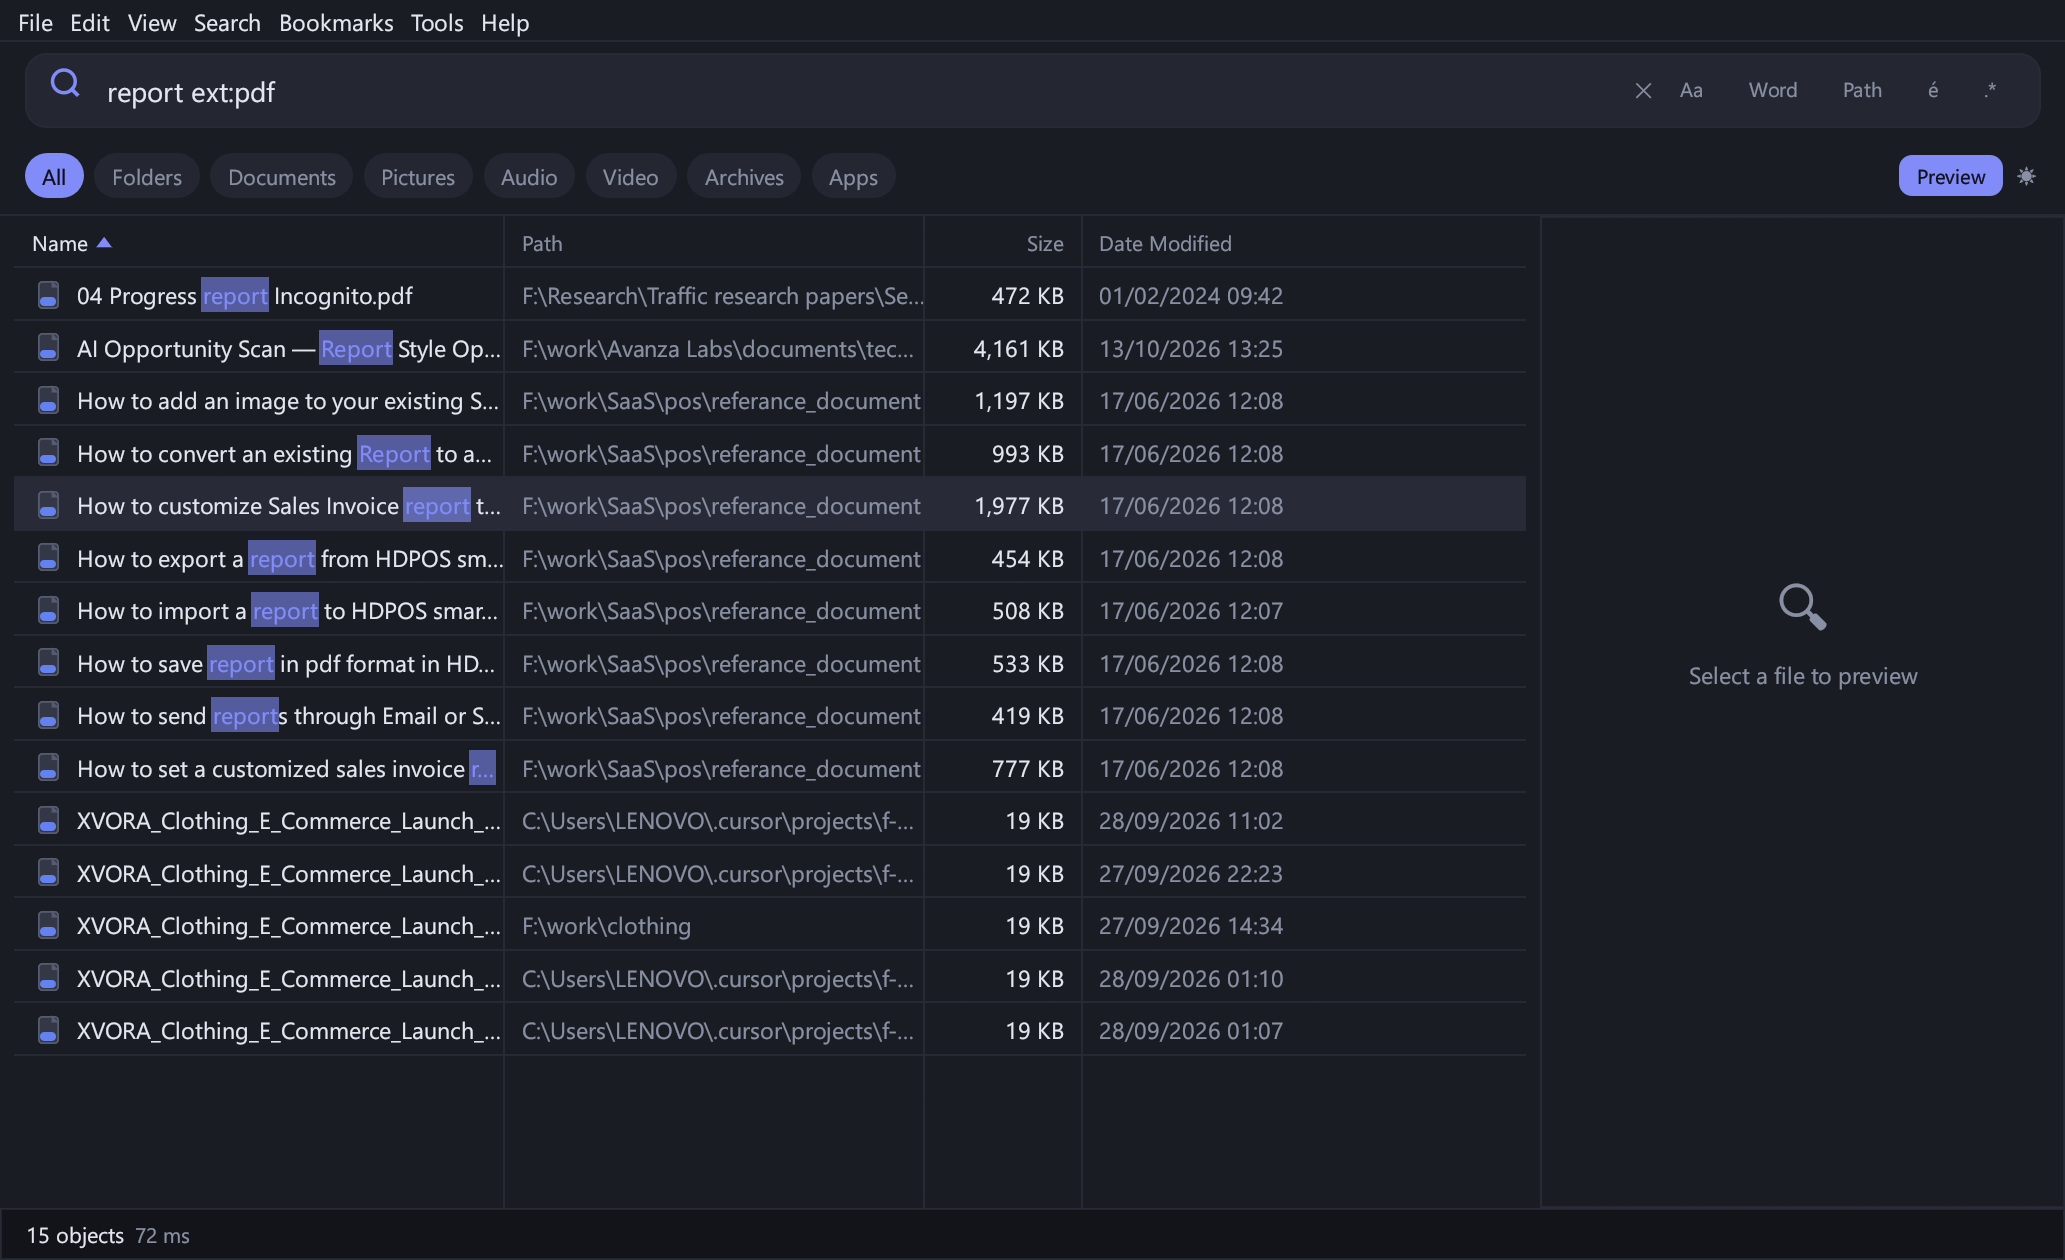 File Edit View Search Bookmarks Tools Help
report ext:pdf Aa Word Path é .*
All Folders Documents Pictures Audio Video Archives Apps Preview
Name Path Size Date Modified
04 Progress report Incognito.pdf F:\Research\Traffic research papers\Se... 472 KB 01/02/2024 09:42
AI Opportunity Scan — Report Style Op... F:\work\Avanza Labs\documents\tec... 4,161 KB 13/10/2026 13:25
How to add an image to your existing S... F:\work\SaaS\pos\referance_document 1,197 KB 17/06/2026 12:08
How to convert an existing Report to a... F:\work\SaaS\pos\referance_document 993 KB 17/06/2026 12:08
How to customize Sales Invoice report t... F:\work\SaaS\pos\referance_document 1,977 KB 17/06/2026 12:08
How to export a report from HDPOS sm... F:\work\SaaS\pos\referance_document 454 KB 17/06/2026 12:08
How to import a report to HDPOS smar... F:\work\SaaS\pos\referance_document 508 KB 17/06/2026 12:07
How to save report in pdf format in HD... F:\work\SaaS\pos\referance_document 533 KB 17/06/2026 12:08
How to send reports through Email or S... F:\work\SaaS\pos\referance_document 419 KB 17/06/2026 12:08
How to set a customized sales invoice r... F:\work\SaaS\pos\referance_document 777 KB 17/06/2026 12:08
XVORA_Clothing_E_Commerce_Launch_... C:\Users\LENOVO\.cursor\projects\f-... 19 KB 28/09/2026 11:02
XVORA_Clothing_E_Commerce_Launch_... C:\Users\LENOVO\.cursor\projects\f-... 19 KB 27/09/2026 22:23
XVORA_Clothing_E_Commerce_Launch_... F:\work\clothing 19 KB 27/09/2026 14:34
XVORA_Clothing_E_Commerce_Launch_... C:\Users\LENOVO\.cursor\projects\f-... 19 KB 28/09/2026 01:10
XVORA_Clothing_E_Commerce_Launch_... C:\Users\LENOVO\.cursor\projects\f-... 19 KB 28/09/2026 01:07
Select a file to preview
15 objects 72 ms